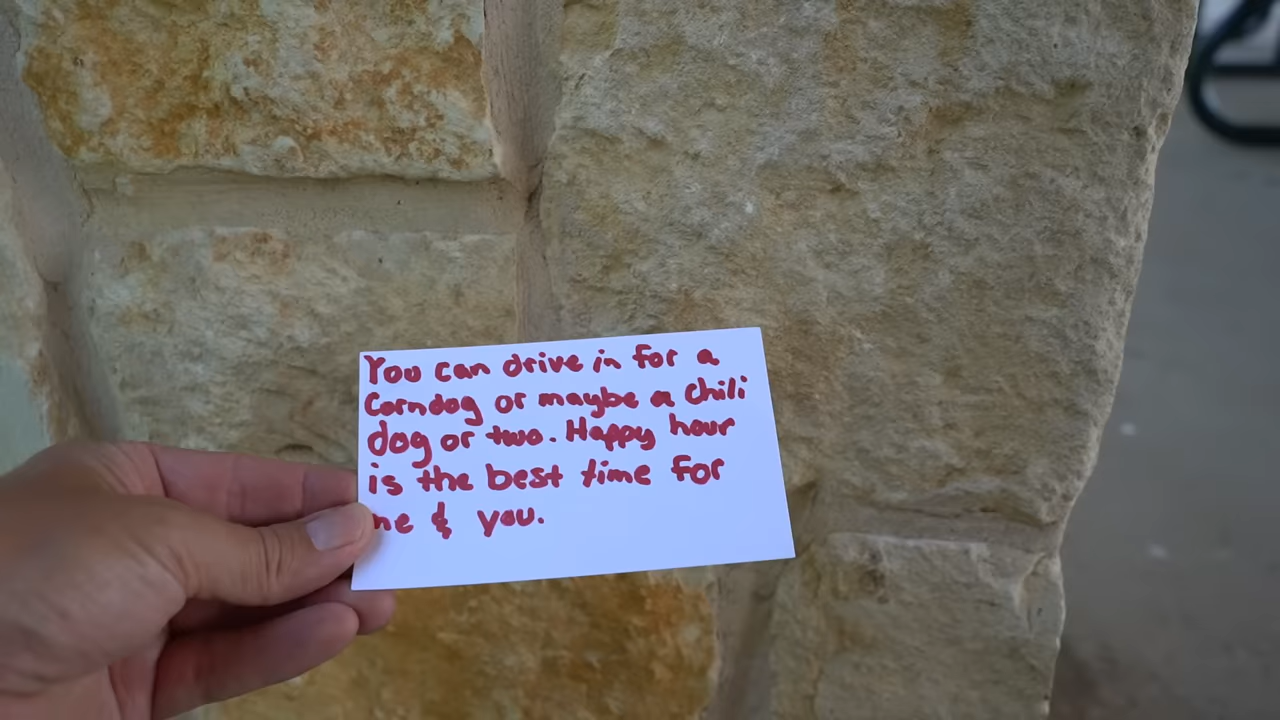 You can drive in for a
Corndog or maybe a chili
dog or two. Happy hour
is the best time for
me & you.